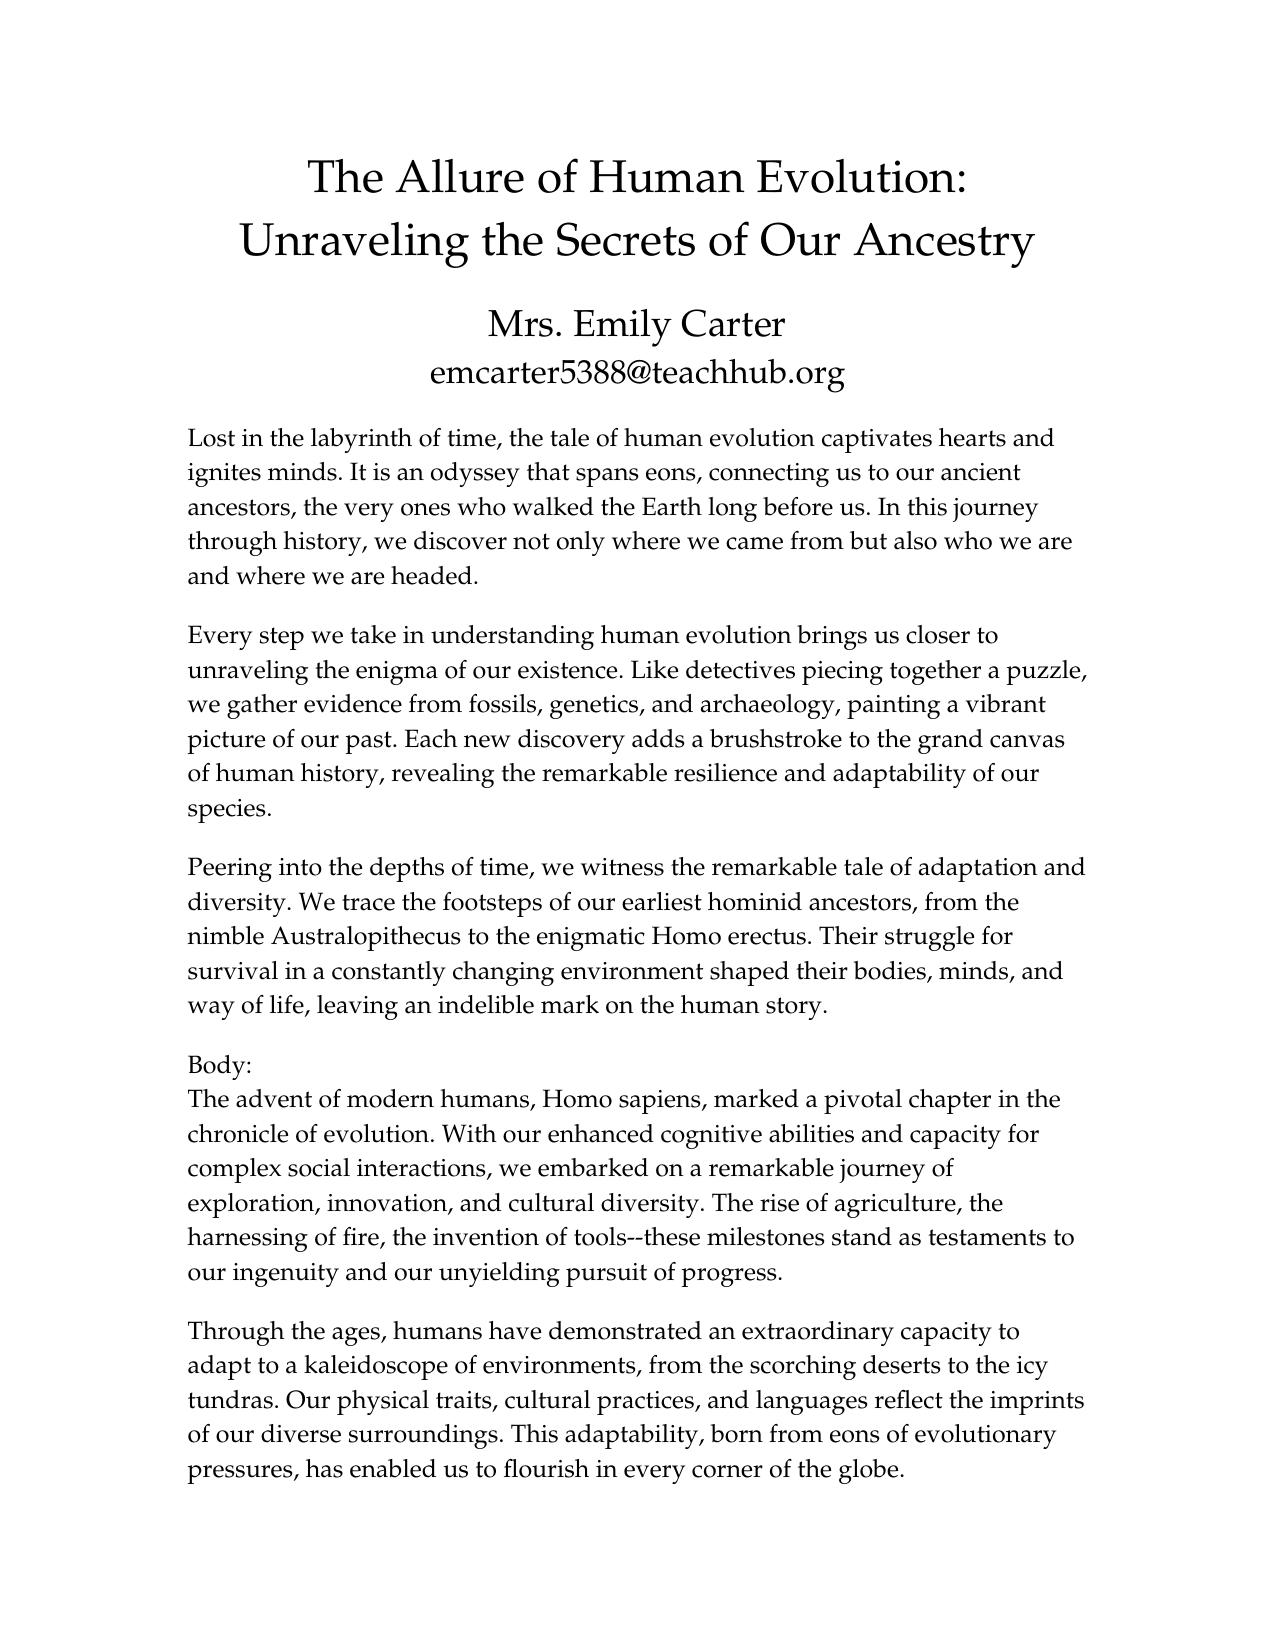 The Allure of Human Evolution:
Unraveling the Secrets of Our Ancestry
Mrs. Emily Carter
emcarter5388@teachhub.org
Lost in the labyrinth of time, the tale of human evolution captivates hearts and
ignites minds. It is an odyssey that spans eons, connecting us to our ancient
ancestors, the very ones who walked the Earth long before us. In this journey
through history, we discover not only where we came from but also who we are
and where we are headed.
Every step we take in understanding human evolution brings us closer to
unraveling the enigma of our existence. Like detectives piecing together a puzzle,
we gather evidence from fossils, genetics, and archaeology, painting a vibrant
picture of our past. Each new discovery adds a brushstroke to the grand canvas
of human history, revealing the remarkable resilience and adaptability of our
species.
Peering into the depths of time, we witness the remarkable tale of adaptation and
diversity. We trace the footsteps of our earliest hominid ancestors, from the
nimble Australopithecus to the enigmatic Homo erectus. Their struggle for
survival in a constantly changing environment shaped their bodies, minds, and
way of life, leaving an indelible mark on the human story.
Body:
The advent of modern humans, Homo sapiens, marked a pivotal chapter in the
chronicle of evolution. With our enhanced cognitive abilities and capacity for
complex social interactions, we embarked on a remarkable journey of
exploration, innovation, and cultural diversity. The rise of agriculture, the
harnessing of fire, the invention of tools--these milestones stand as testaments to
our ingenuity and our unyielding pursuit of progress.
Through the ages, humans have demonstrated an extraordinary capacity to
adapt to a kaleidoscope of environments, from the scorching deserts to the icy
tundras. Our physical traits, cultural practices, and languages reflect the imprints
of our diverse surroundings. This adaptability, born from eons of evolutionary
pressures, has enabled us to flourish in every corner of the globe.